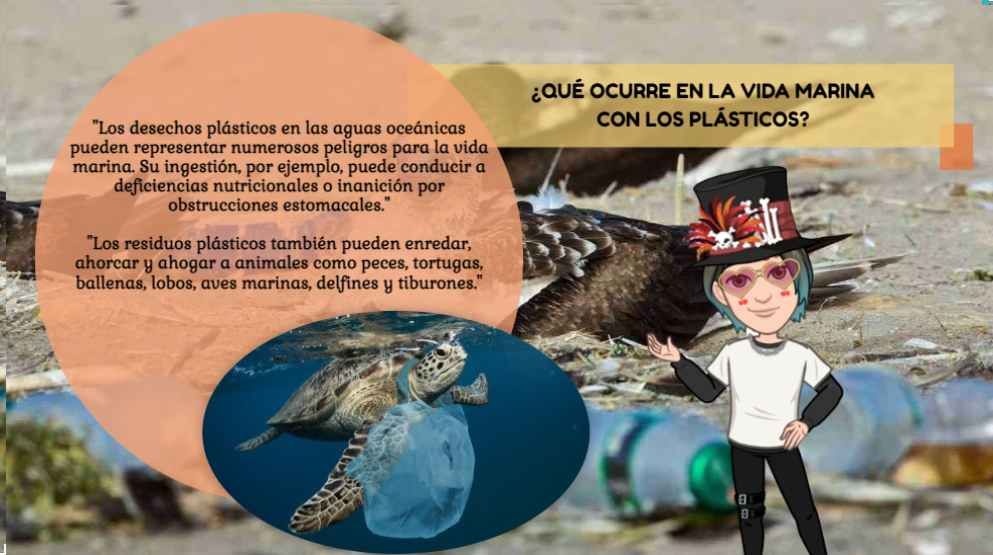 ¿QUÉ OCURRE EN LA VIDA MARINA
CON LOS PLÁSTICOS?
"Los desechos plásticos en las aguas oceánicas
pueden representar numerosos peligros para la vida
marina. Su ingestión, por ejemplo, puede conducir a
deficiencias nutricionales o inanición por
obstrucciones estomacales."
"Los residuos plásticos también pueden enredar,
ahorcar y ahogar a animales como peces, tortugas,
ballenas, lobos, aves marinas, delfines y tiburones."